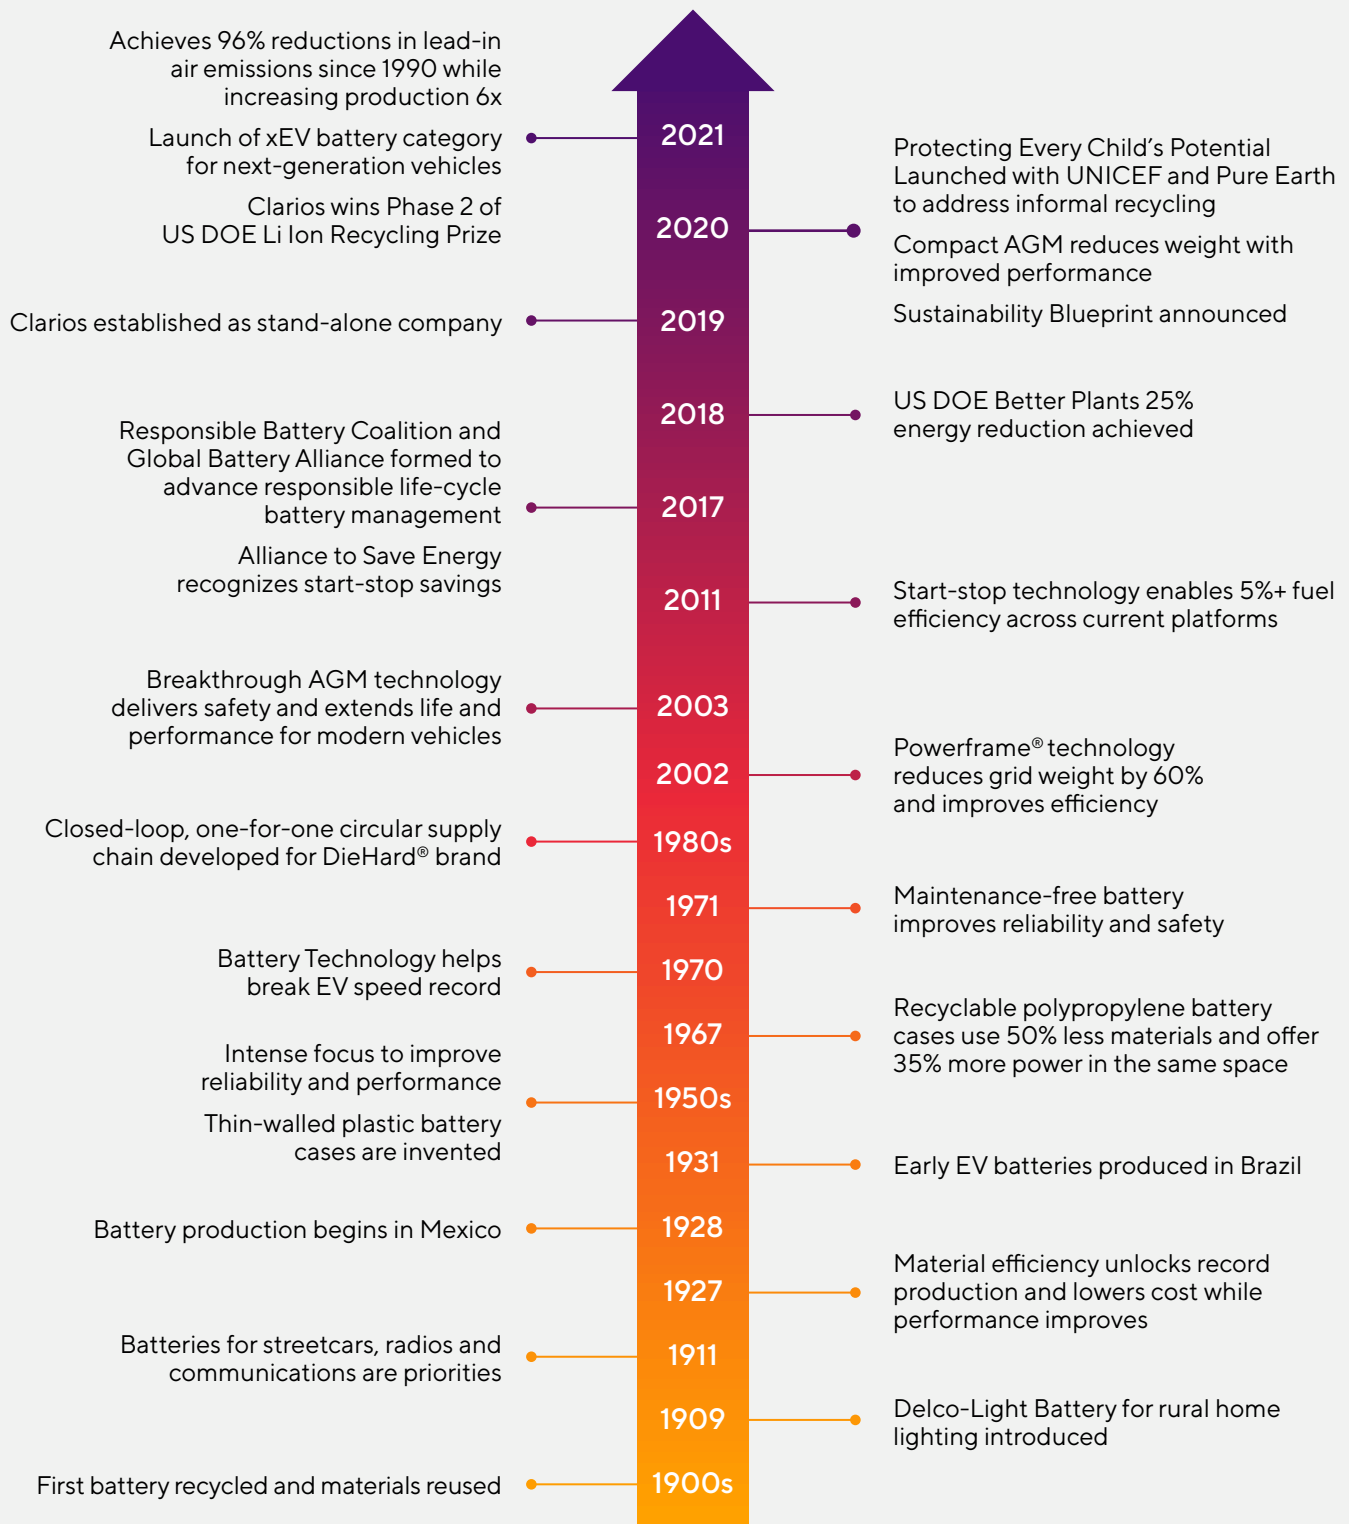 Achieves 96% reductions in lead-in
air emissions since 1990 while
increasing production 6x
Launch of xEV battery category
for next-generation vehicles
Clarios wins Phase 2 of
US DOE Li Ion Recycling Prize
2021
Protecting Every Child's Potential
Launched with UNICEF and Pure Earth
to address informal recycling
Compact AGM reduces weight with
improved performance
Sustainability Blueprint announced
2020
Clarios established as stand-alone company
2019
US DOE Better Plants 25%
energy reduction achieved
2018
Responsible Battery Coalition and
Global Battery Alliance formed to
advance responsible life-cycle
battery management
Alliance to Save Energy
recognizes start-stop savings
2017
Start-stop technology enables 5%+ fuel
efficiency across current platforms
2011
Breakthrough AGM technology
delivers safety and extends life and
performance for modern vehicles
2003
Powerframe® technology
reduces grid weight by 60%
and improves efficiency
2002
Closed-loop, one-for-one circular supply
chain developed for DieHard® brand
1980s
Maintenance-free battery
improves reliability and safety
1971
Battery Technology helps
break EV speed record
1970
Recyclable polypropylene battery
cases use 50% less materials and offer
35% more power in the same space
1967
Intense focus to improve
reliability and performance
Thin-walled plastic battery
cases are invented
1950s
Early EV batteries produced in Brazil
1931
Battery production begins in Mexico
1928
Material efficiency unlocks record
production and lowers cost while
performance improves
1927
Batteries for streetcars, radios and
communications are priorities
1911
Delco-Light Battery for rural home
lighting introduced
1909
First battery recycled and materials reused
1900s